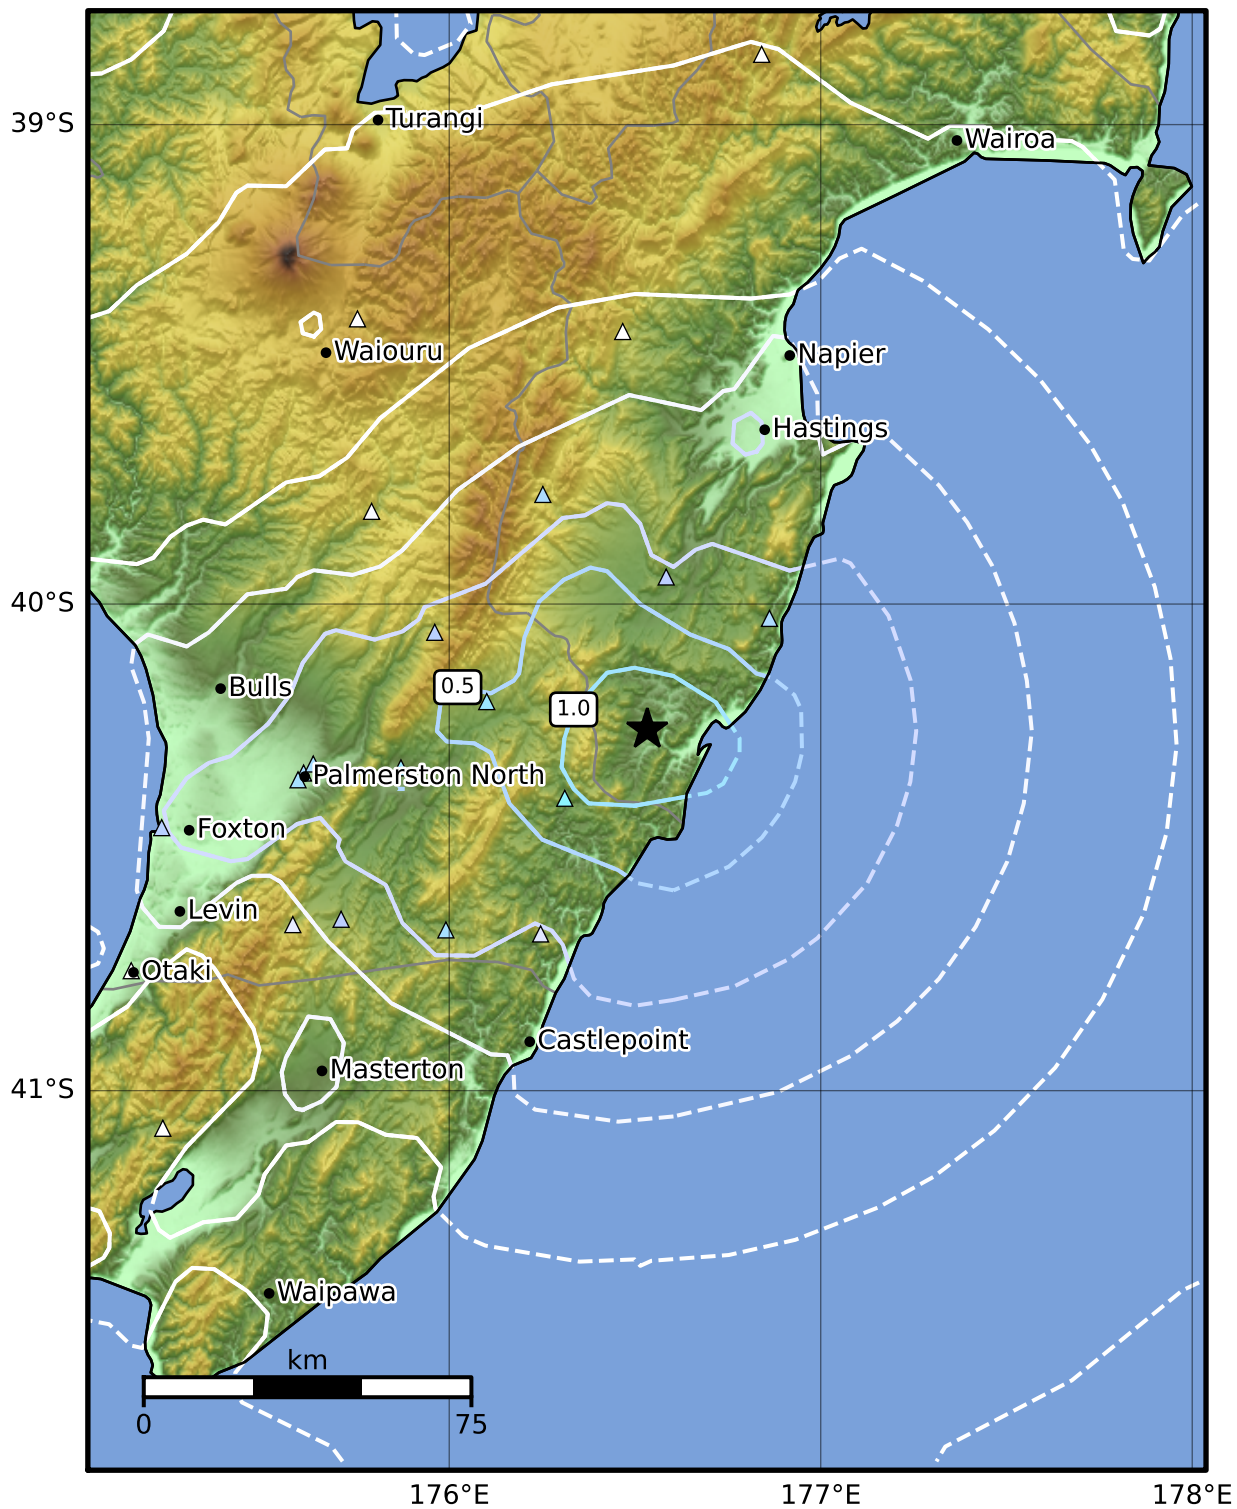 39°S
Turangi
Wairoa
Waiouru
Napier
Hastings
40°S
Bulls
0.5
1.0
Palmerston North
Foxton
Levin
Otaki
Castlepoint
Masterton
41°S
Waipawa
km
0 75
176°E 177°E 178°E